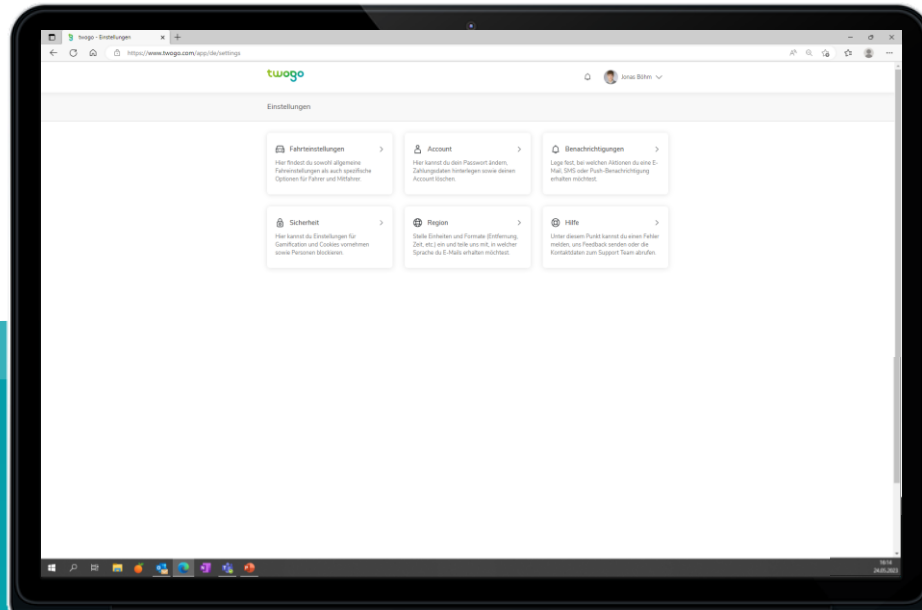 twogo - Einstellungen
https://www.twogo.com/app/de/settings
twogo
Jonas Böhm
Einstellungen
Fahrteinstellungen
Hier findest du sowohl allgemeine
Fahrteinstellungen als auch spezifische
Optionen für Fahrer und Mitfahrer.
Account
Hier kannst du dein Passwort ändern,
Zahlungsdaten hinterlegen sowie deinen
Account löschen.
Benachrichtigungen
Lege fest, bei welchen Aktionen du eine E-
Mail, SMS oder Push-Benachrichtigung
erhalten möchtest.
Sicherheit
Hier kannst du Einstellungen für
Gamification und Cookies vornehmen
sowie Personen blockieren.
Region
Stelle Einheiten und Formate (Entfernung,
Zeit, etc.) ein und teile uns mit, in welcher
Sprache du E-Mails erhalten möchtest.
Hilfe
Unter diesem Punkt kannst du einen Fehler
melden, uns Feedback senden oder die
Kontaktdaten zum Support Team abrufen.